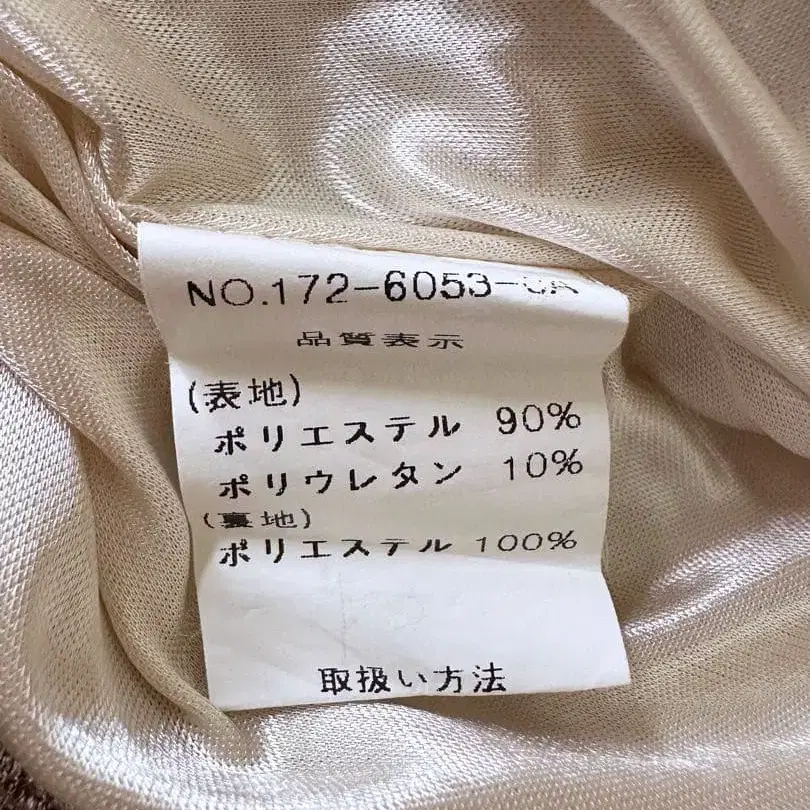 NO.172-6053-
品質表示
(表地)
ポリエステル 90%
ポリウレタン 10%
(裏地)
ポリエステル 100%
取扱い方法